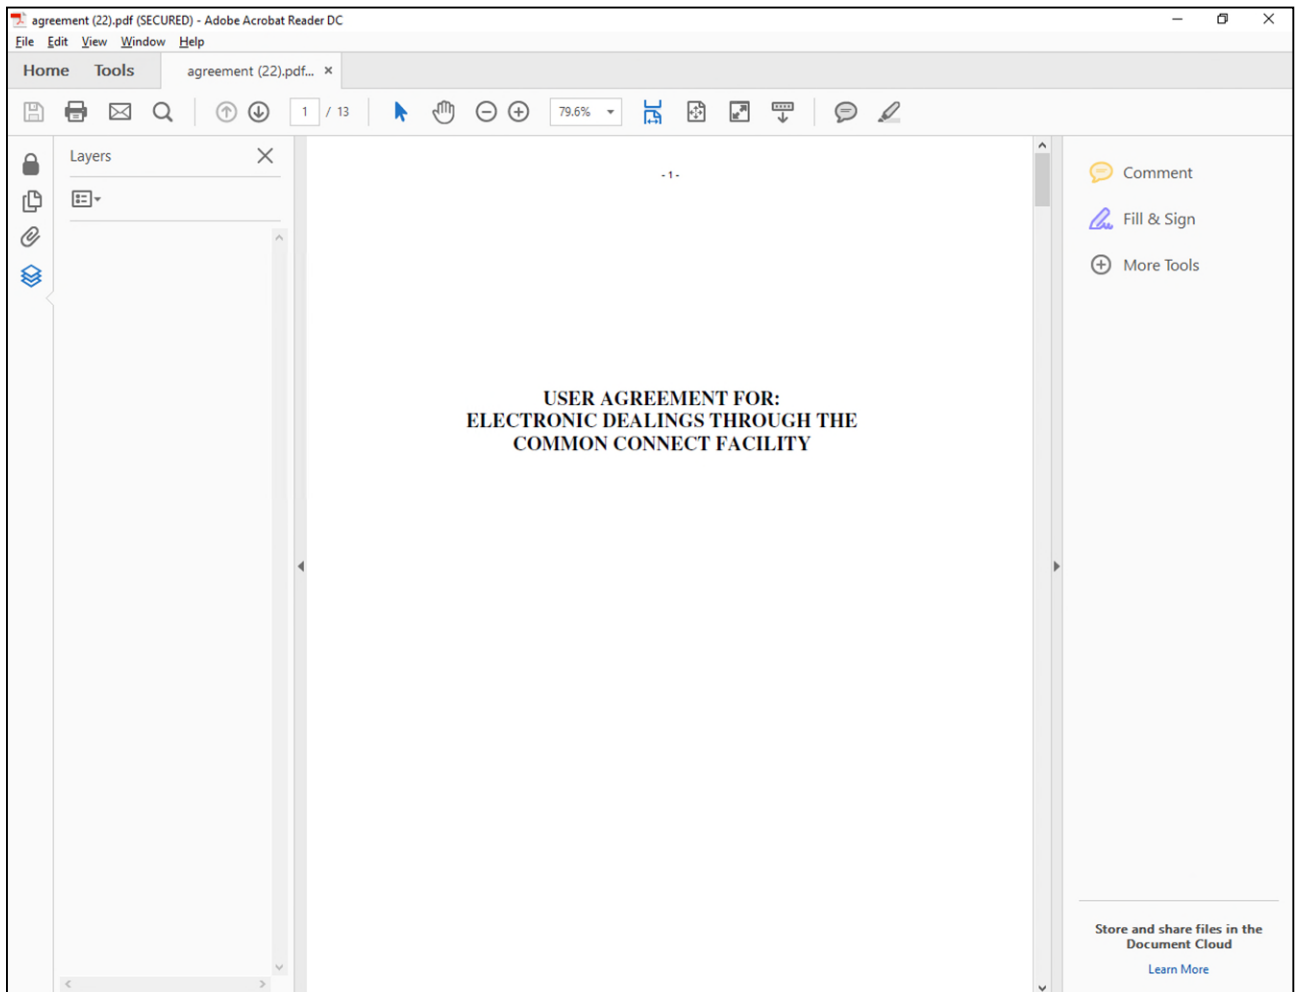 agreement (22).pdf (SECURED) - Adobe Acrobat Reader DC
File Edit View Window Help
Home Tools agreement (22).pdf... ×
1 / 13 79.6%
Layers
- 1 -
Comment
Fill & Sign
More Tools
USER AGREEMENT FOR:
ELECTRONIC DEALINGS THROUGH THE
COMMON CONNECT FACILITY
Store and share files in the
Document Cloud
Learn More